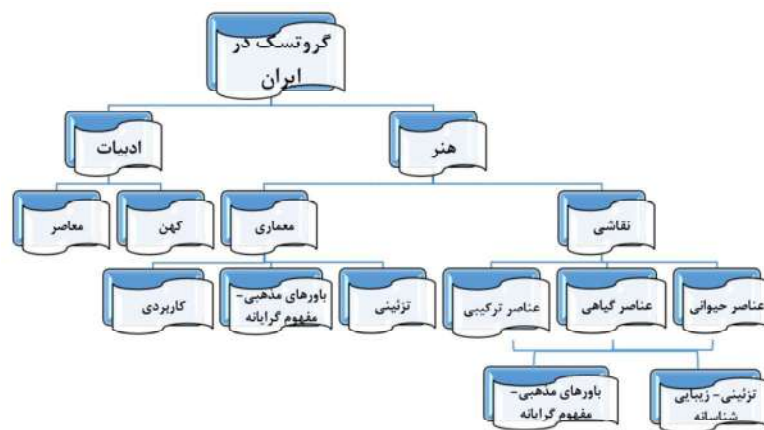 گروتسک در
ایران
هنر
ادبیات
نقاشی
معماری
کهن
معاصر
عناصر حیوانی
عناصر گیاهی
عناصر ترکیبی
تزئینی
باورهای مذهبی-
مفهوم گرایانه
کاربردی
تزئینی- زیبایی
شناسانه
باورهای مذهبی-
مفهوم گرایانه